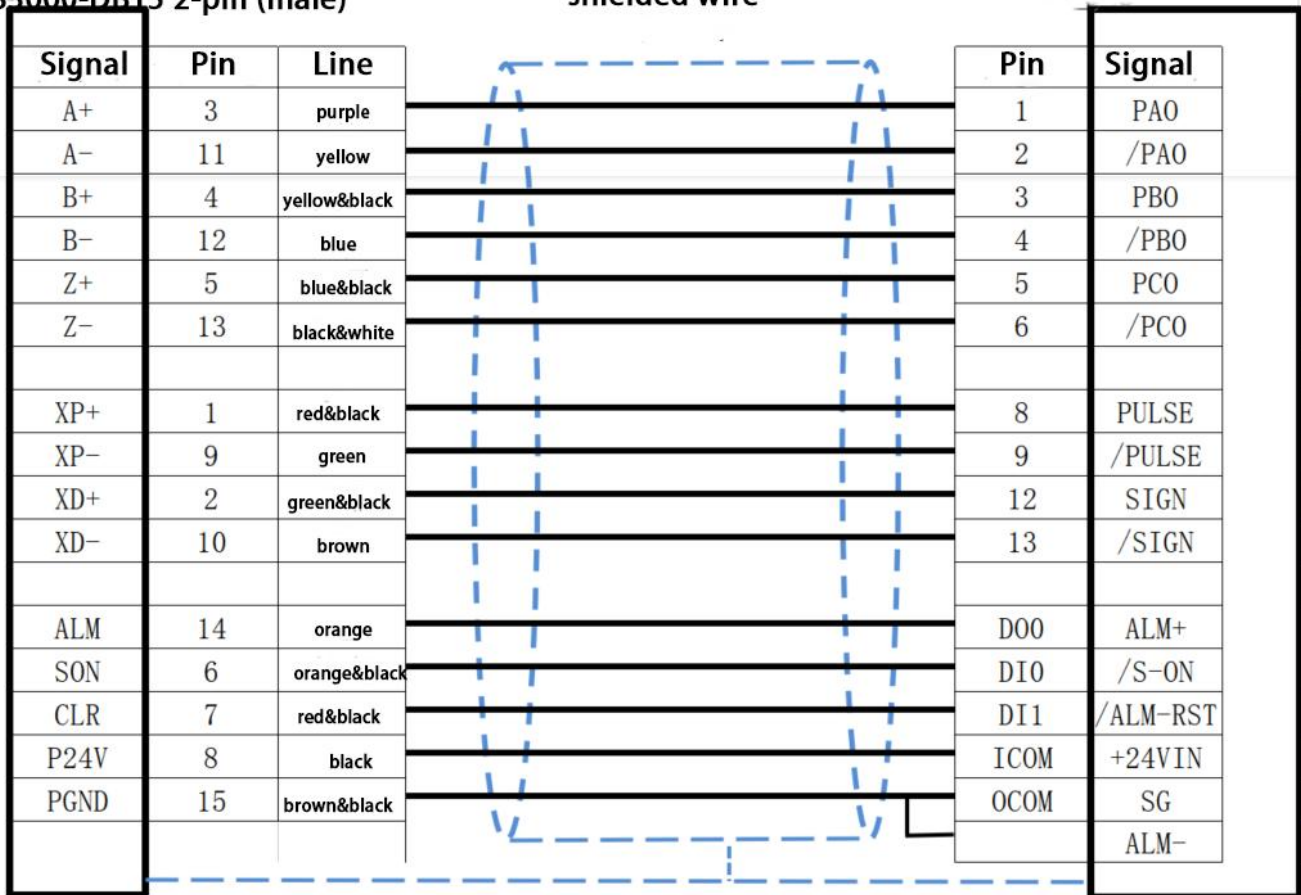 2-pin (male)
shielded wire
Signal Pin Line Pin Signal
A+ 3 purple 1 PAO
A- 11 yellow 2 /PAO
B+ 4 yellow&black 3 PBO
B- 12 blue 4 /PBO
Z+ 5 blue&black 5 PCO
Z- 13 black&white 6 /PCO
XP+ 1 red&black 8 PULSE
XP- 9 green 9 /PULSE
XD+ 2 green&black 12 SIGN
XD- 10 brown 13 /SIGN
ALM 14 orange DO0 ALM+
SON 6 orange&black DI0 /S-ON
CLR 7 red&black DI1 /ALM-RST
P24V 8 black ICOM +24VIN
PGND 15 brown&black OCOM SG
ALM-